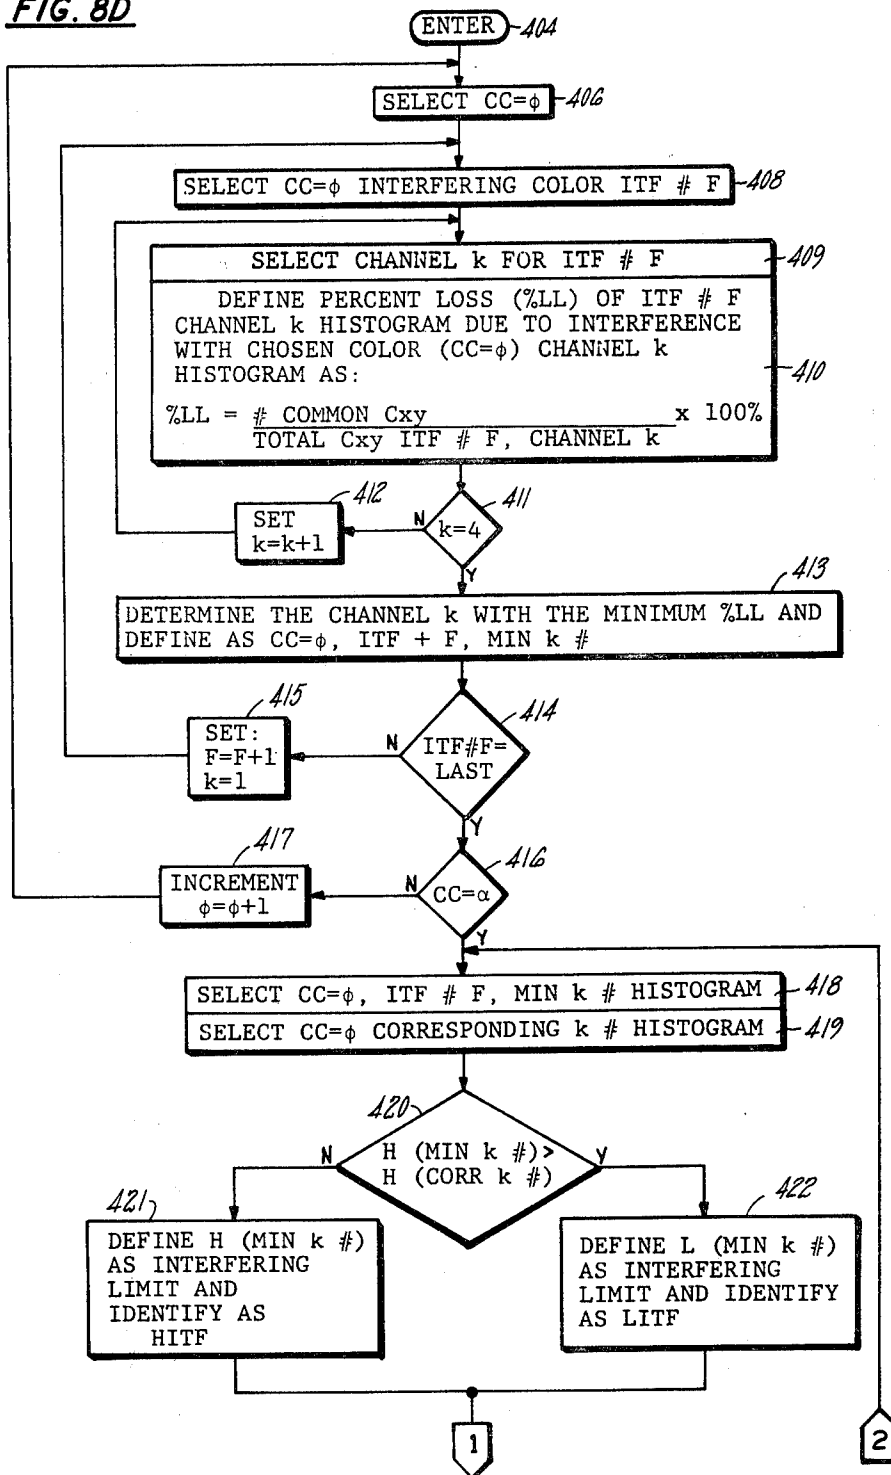 FIG. 8D
ENTER 404
SELECT CC=φ 406
SELECT CC=φ INTERFERING COLOR ITF # F 408
SELECT CHANNEL k FOR ITF # F 409
DEFINE PERCENT LOSS (%LL) OF ITF # F
CHANNEL k HISTOGRAM DUE TO INTERFERENCE
WITH CHOSEN COLOR (CC=φ) CHANNEL k
HISTOGRAM AS:
410
%LL = # COMMON Cxy x 100%
TOTAL Cxy ITF # F, CHANNEL k
412
411
SET
k=k+1
N
k=4
Y
413
DETERMINE THE CHANNEL k WITH THE MINIMUM %LL AND
DEFINE AS CC=φ, ITF + F, MIN k #
415
414
SET:
F=F+1
k=1
N
ITF#F=
LAST
Y
417
416
INCREMENT
φ=φ+1
N
CC=α
Y
SELECT CC=φ, ITF # F, MIN k # HISTOGRAM 418
SELECT CC=φ CORRESPONDING k # HISTOGRAM 419
420
N
H (MIN k #)>
H (CORR k #)
Y
421
DEFINE H (MIN k #)
AS INTERFERING
LIMIT AND
IDENTIFY AS
HITF
422
DEFINE L (MIN k #)
AS INTERFERING
LIMIT AND IDENTIFY
AS LITF
1
2